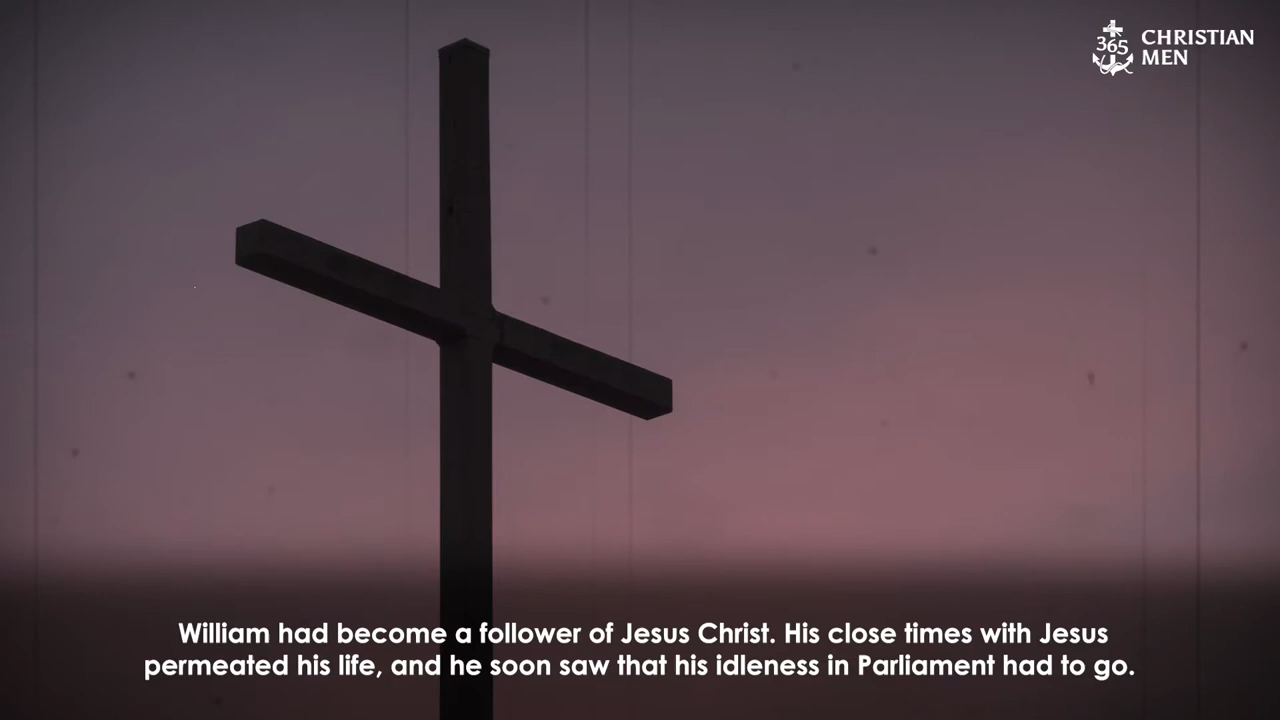 365
CHRISTIAN
MEN
William had become a follower of Jesus Christ. His close times with Jesus
permeated his life, and he soon saw that his idleness in Parliament had to go.